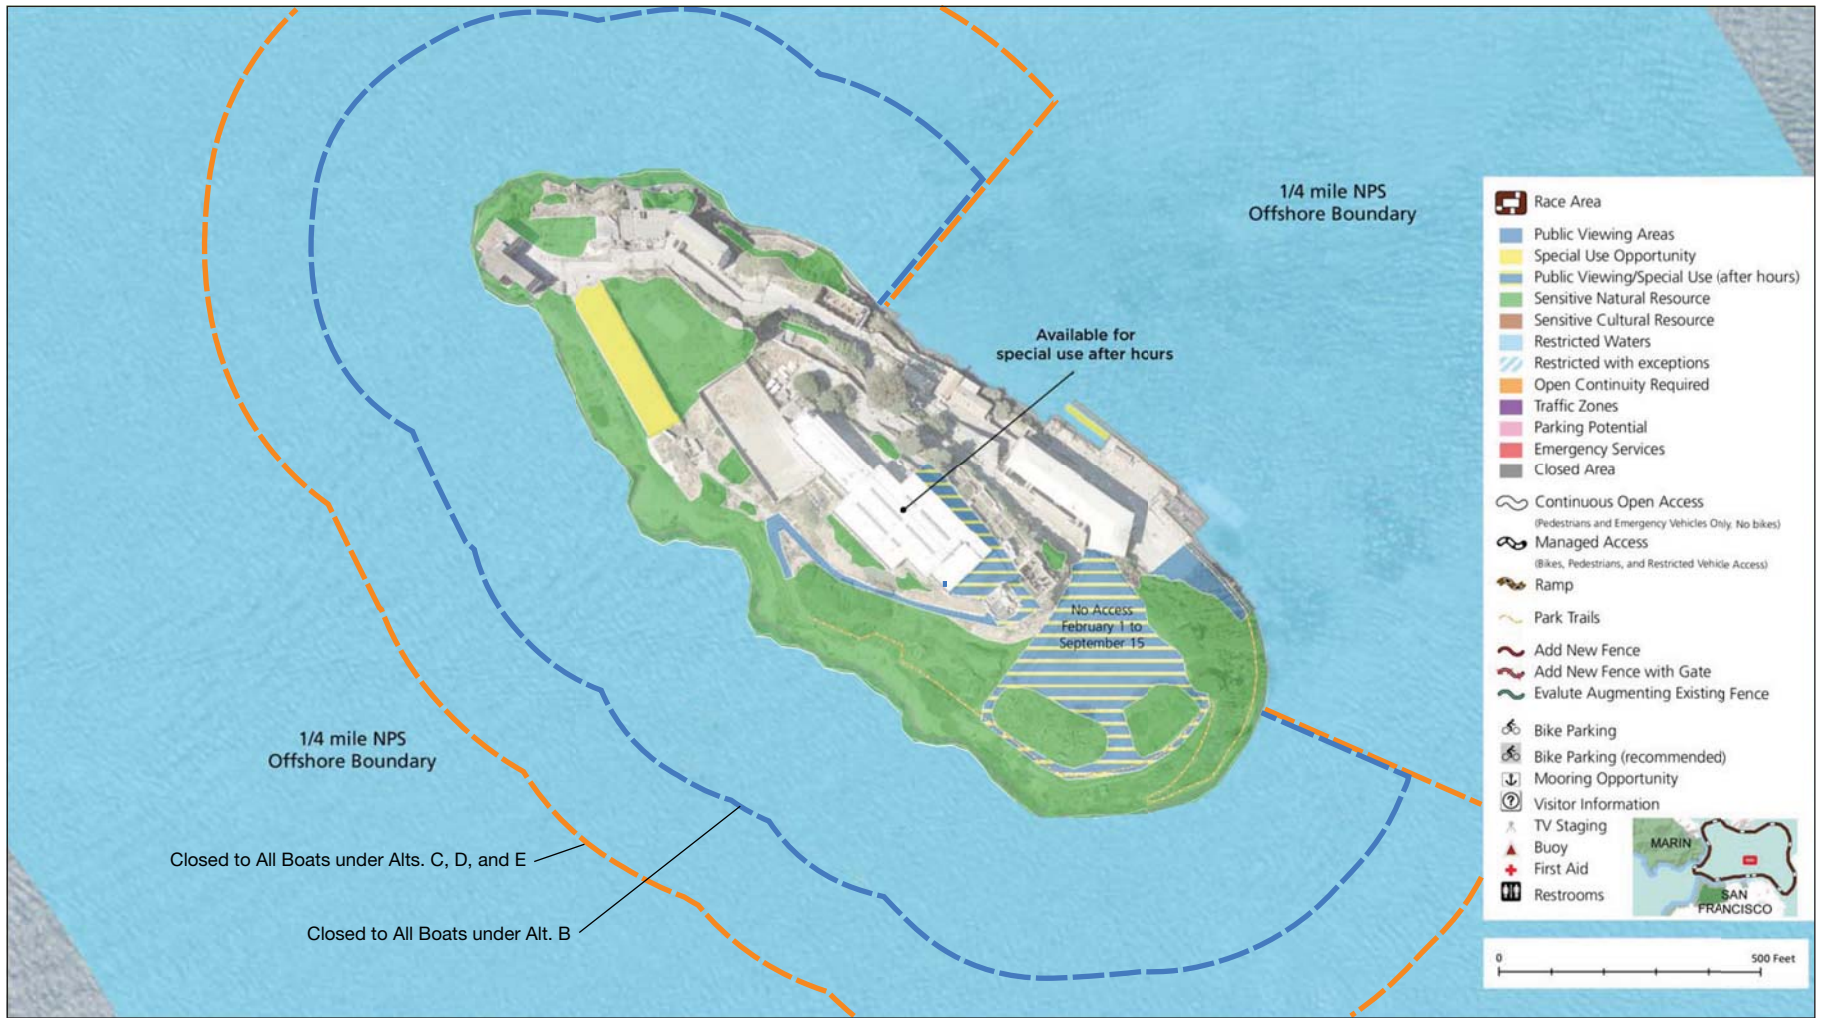 1/4 mile NPS
Offshore Boundary
Available for
special use after hours
No Access
February 1 to
September 15
1/4 mile NPS
Offshore Boundary
Closed to All Boats under Alts. C, D, and E
Closed to All Boats under Alt. B
Race Area
Public Viewing Areas
Special Use Opportunity
Public Viewing/Special Use (after hours)
Sensitive Natural Resource
Sensitive Cultural Resource
Restricted Waters
Restricted with exceptions
Open Continuity Required
Traffic Zones
Parking Potential
Emergency Services
Closed Area
Continuous Open Access
(Pedestrians and Emergency Vehicles Only. No bikes)
Managed Access
(Bikes, Pedestrians, and Restricted Vehicle Access)
Ramp
Park Trails
Add New Fence
Add New Fence with Gate
Evalute Augmenting Existing Fence
Bike Parking
Bike Parking (recommended)
Mooring Opportunity
Visitor Information
TV Staging
Buoy
First Aid
Restrooms
MARIN
SAN
FRANCISCO
0 500 Feet